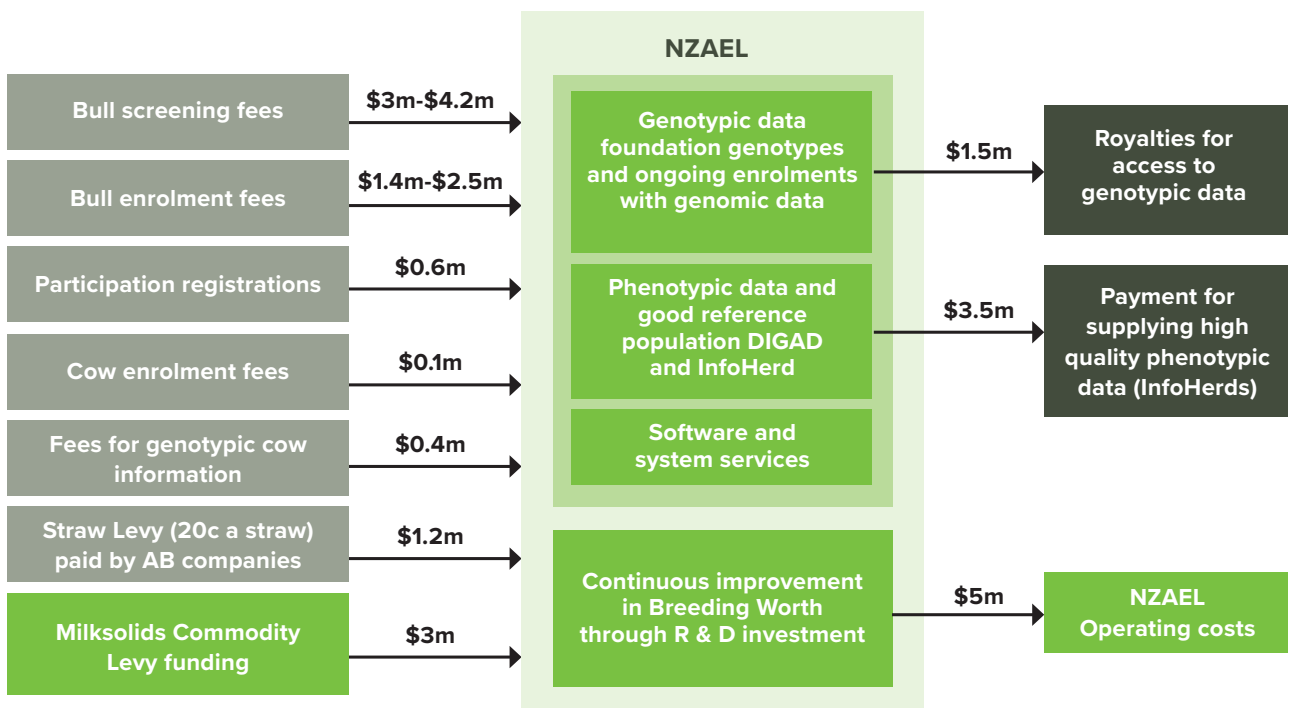 NZAEL
Bull screening fees
$3m-$4.2m
Bull enrolment fees
$1.4m-$2.5m
Participation registrations
$0.6m
Cow enrolment fees
$0.1m
Fees for genotypic cow
information
$0.4m
Straw Levy (20c a straw)
paid by AB companies
$1.2m
Milksolids Commodity
Levy funding
$3m
Genotypic data
foundation genotypes
and ongoing enrolments
with genomic data
Phenotypic data and
good reference
population DIGAD
and InfoHerd
Software and
system services
Continuous improvement
in Breeding Worth
through R & D investment
$1.5m
Royalties for
access to
genotypic data
$3.5m
Payment for
supplying high
quality phenotypic
data (InfoHerds)
$5m
NZAEL
Operating costs